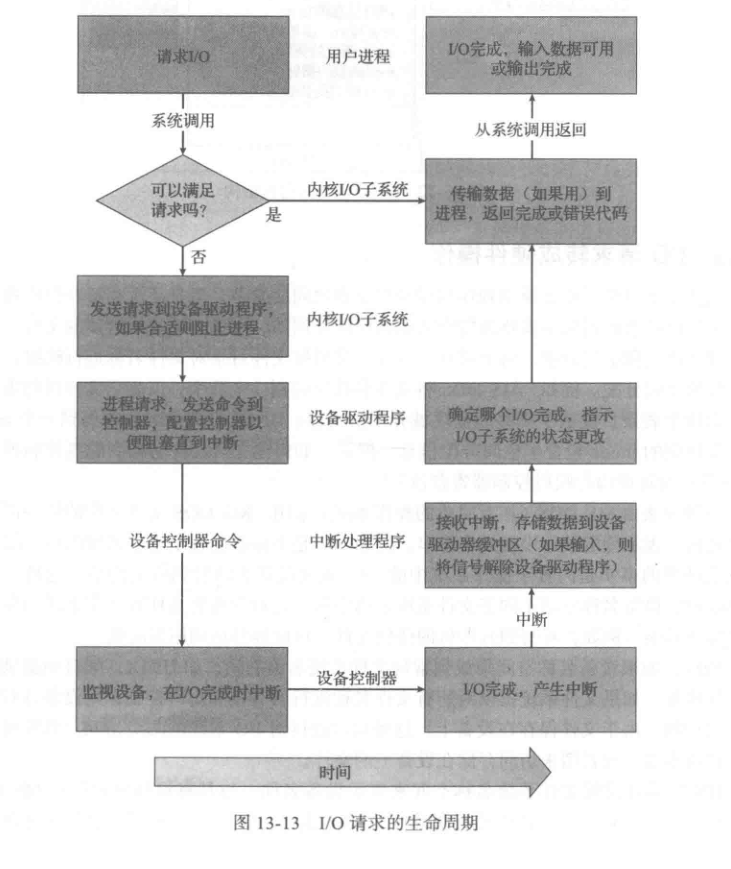 请求I/O
用户进程
I/O完成，输入数据可用
或输出完成
系统调用
从系统调用返回
可以满足
请求吗？
是
内核I/O子系统
传输数据（如果用）到
进程，返回完成或错误代码
否
发送请求到设备驱动程序，
如果合适则阻止进程
内核I/O子系统
进程请求，发送命令到
控制器，配置控制器以
便阻塞直到中断
设备驱动程序
确定哪个I/O完成，指示
I/O子系统的状态更改
设备控制器命令
中断处理程序
接收中断，存储数据到设备
驱动器缓冲区（如果输入，则
将信号解除设备驱动程序）
中断
监视设备，在I/O完成时中断
设备控制器
I/O完成，产生中断
时间
图 13-13 I/O 请求的生命周期